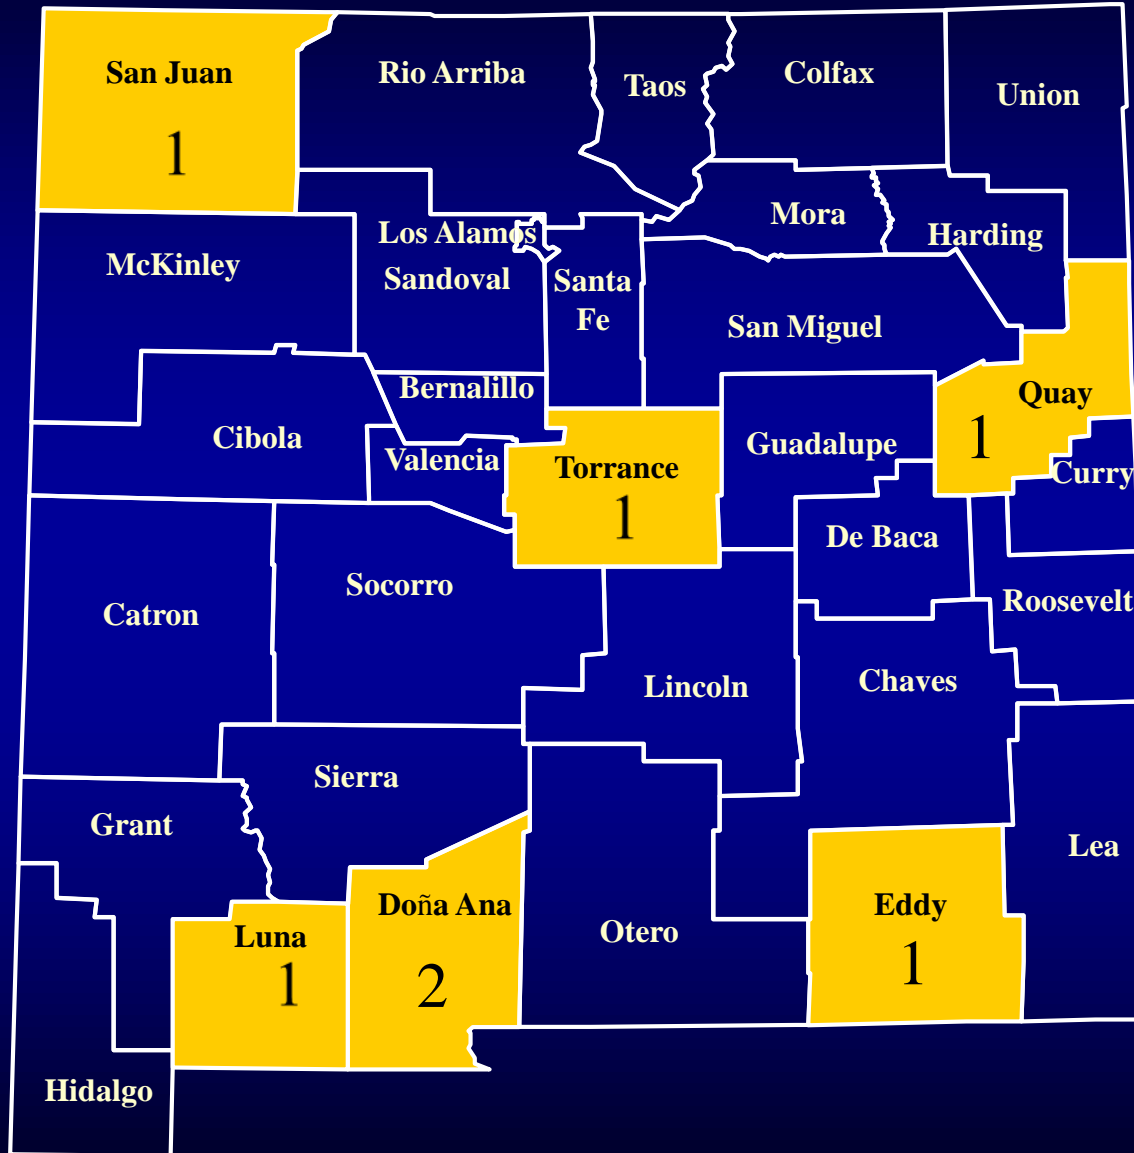 San Juan
1
Rio Arriba
Taos
Colfax
Union
McKinley
Los Alamos
Sandoval
Santa
Fe
Mora
Harding
San Miguel
Quay
1
Bernalillo
Cibola
Valencia
Torrance
1
Guadalupe
Curry
De Baca
Roosevelt
Catron
Socorro
Lincoln
Chaves
Sierra
Grant
Lea
Luna
1
Doña Ana
2
Otero
Eddy
1
Hidalgo